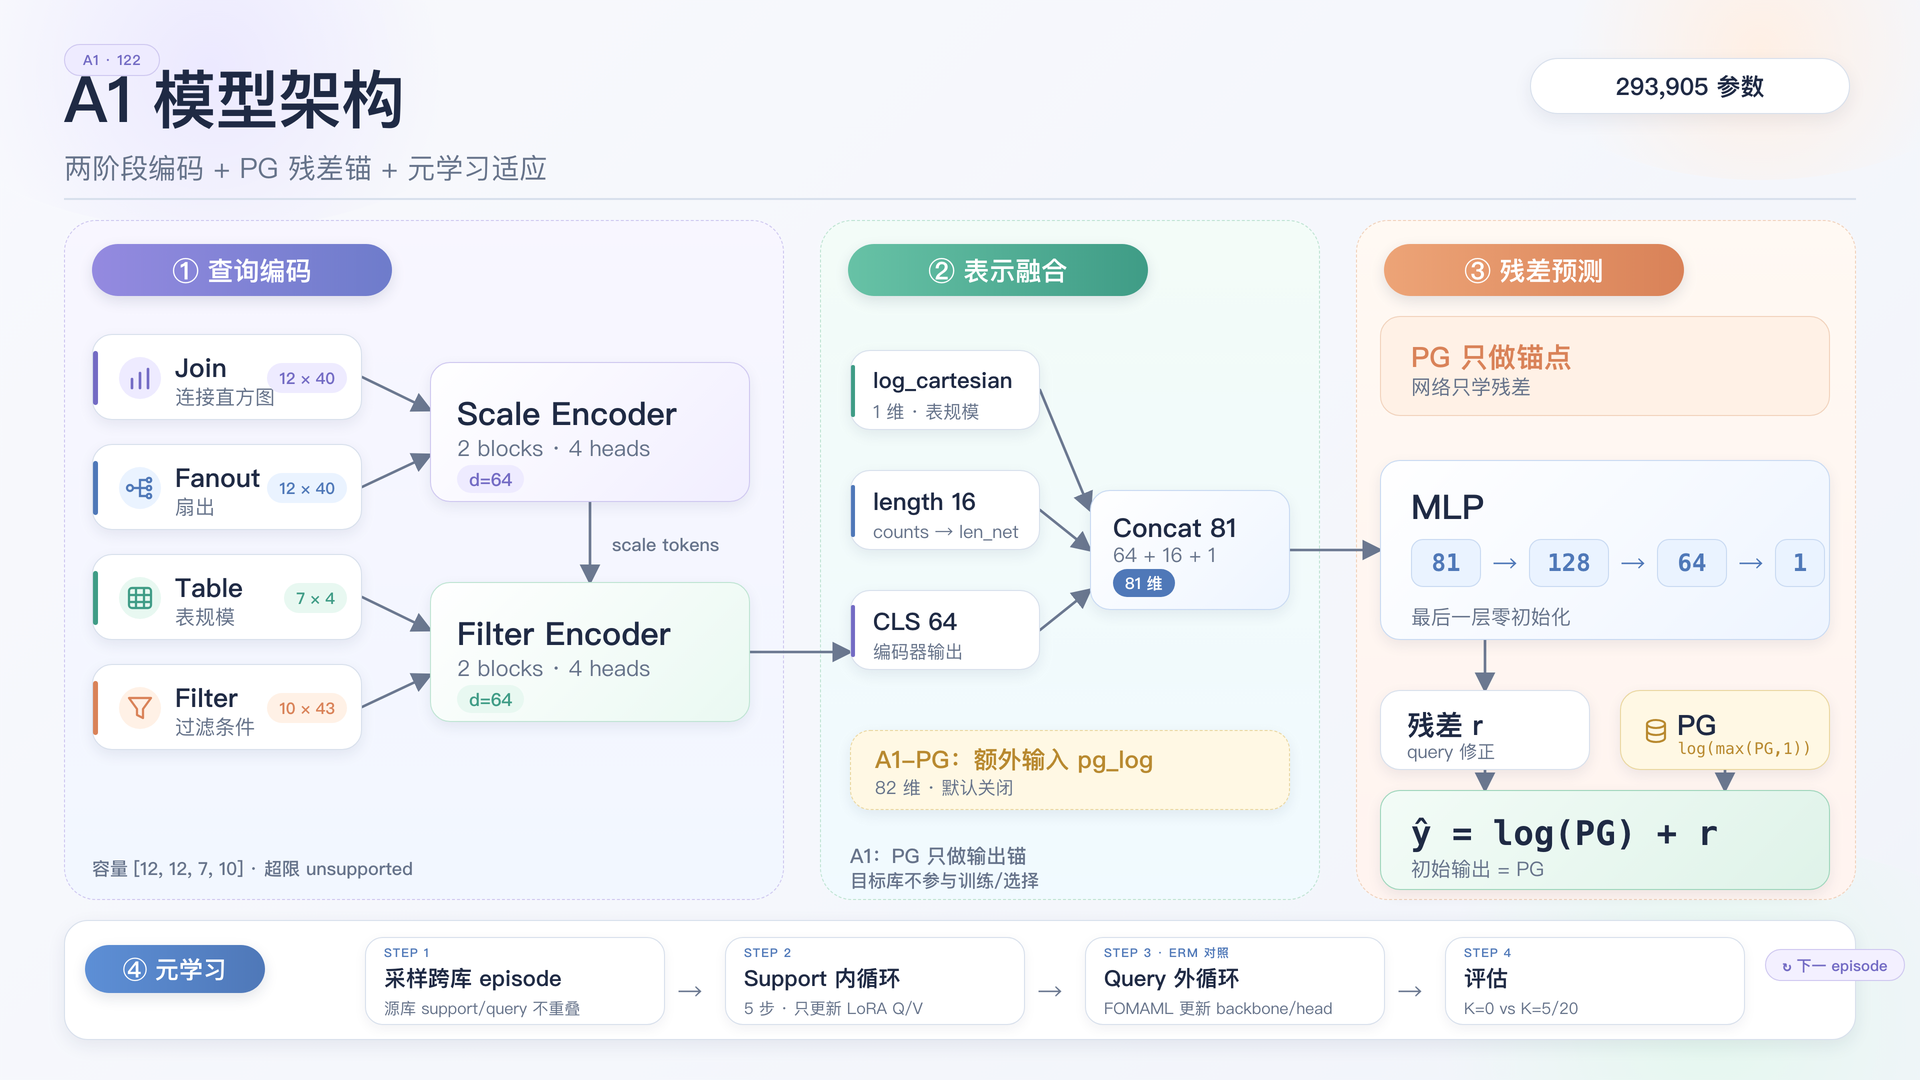 A1 · 122
A1 模型架构
293,905 参数
两阶段编码 + PG 残差锚 + 元学习适应
① 查询编码
Join
连接直方图
12 × 40
Fanout
扇出
12 × 40
Table
表规模
7 × 4
Filter
过滤条件
10 × 43
Scale Encoder
2 blocks · 4 heads
d=64
scale tokens
Filter Encoder
2 blocks · 4 heads
d=64
容量 [12, 12, 7, 10] · 超限 unsupported
② 表示融合
log_cartesian
1 维 · 表规模
length 16
counts → len_net
CLS 64
编码器输出
Concat 81
64 + 16 + 1
81 维
A1-PG：额外输入 pg_log
82 维 · 默认关闭
A1：PG 只做输出锚
目标库不参与训练/选择
③ 残差预测
PG 只做锚点
网络只学残差
MLP
81 → 128 → 64 → 1
最后一层零初始化
残差 r
query 修正
PG
log(max(PG,1))
ŷ = log(PG) + r
初始输出 = PG
④ 元学习
STEP 1
采样跨库 episode
源库 support/query 不重叠
→
STEP 2
Support 内循环
5 步 · 只更新 LoRA Q/V
→
STEP 3 · ERM 对照
Query 外循环
FOMAML 更新 backbone/head
→
STEP 4
评估
K=0 vs K=5/20
↻ 下一 episode